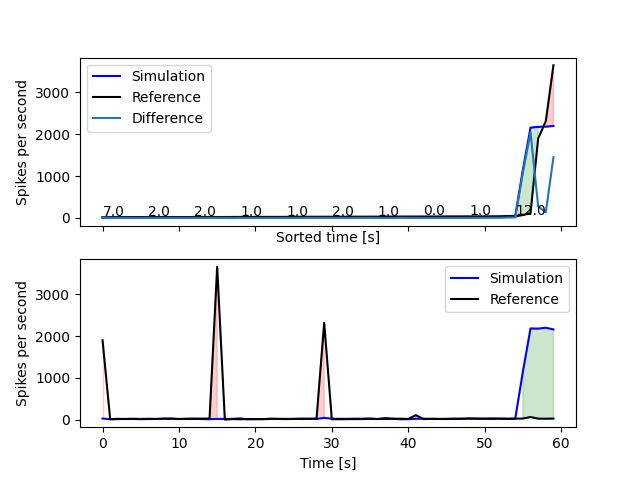 Spikes per second
3000
2000
1000
0
Simulation
Reference
Difference
7.0 2.0 2.0 1.0 1.0 2.0 1.0 0.0 1.0 12.0
Sorted time [s]
Spikes per second
3000
2000
1000
0
Simulation
Reference
0 10 20 30 40 50 60
Time [s]